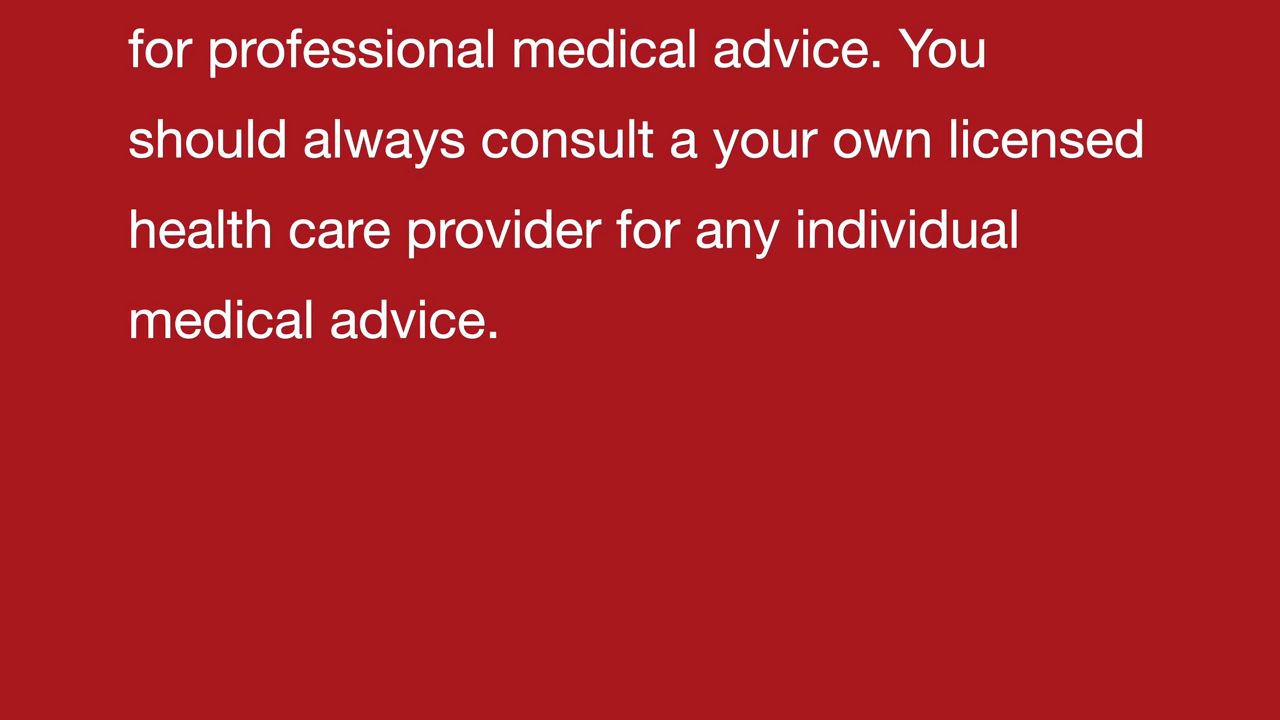 for professional medical advice. You
should always consult a your own licensed
health care provider for any individual
medical advice.